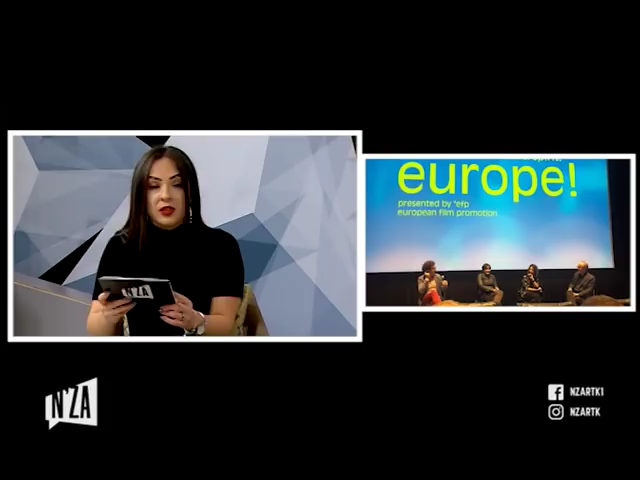 N'ZA
europe!
presented by *efp
european film promotion
N'ZA
NZARTK1
NZARTK